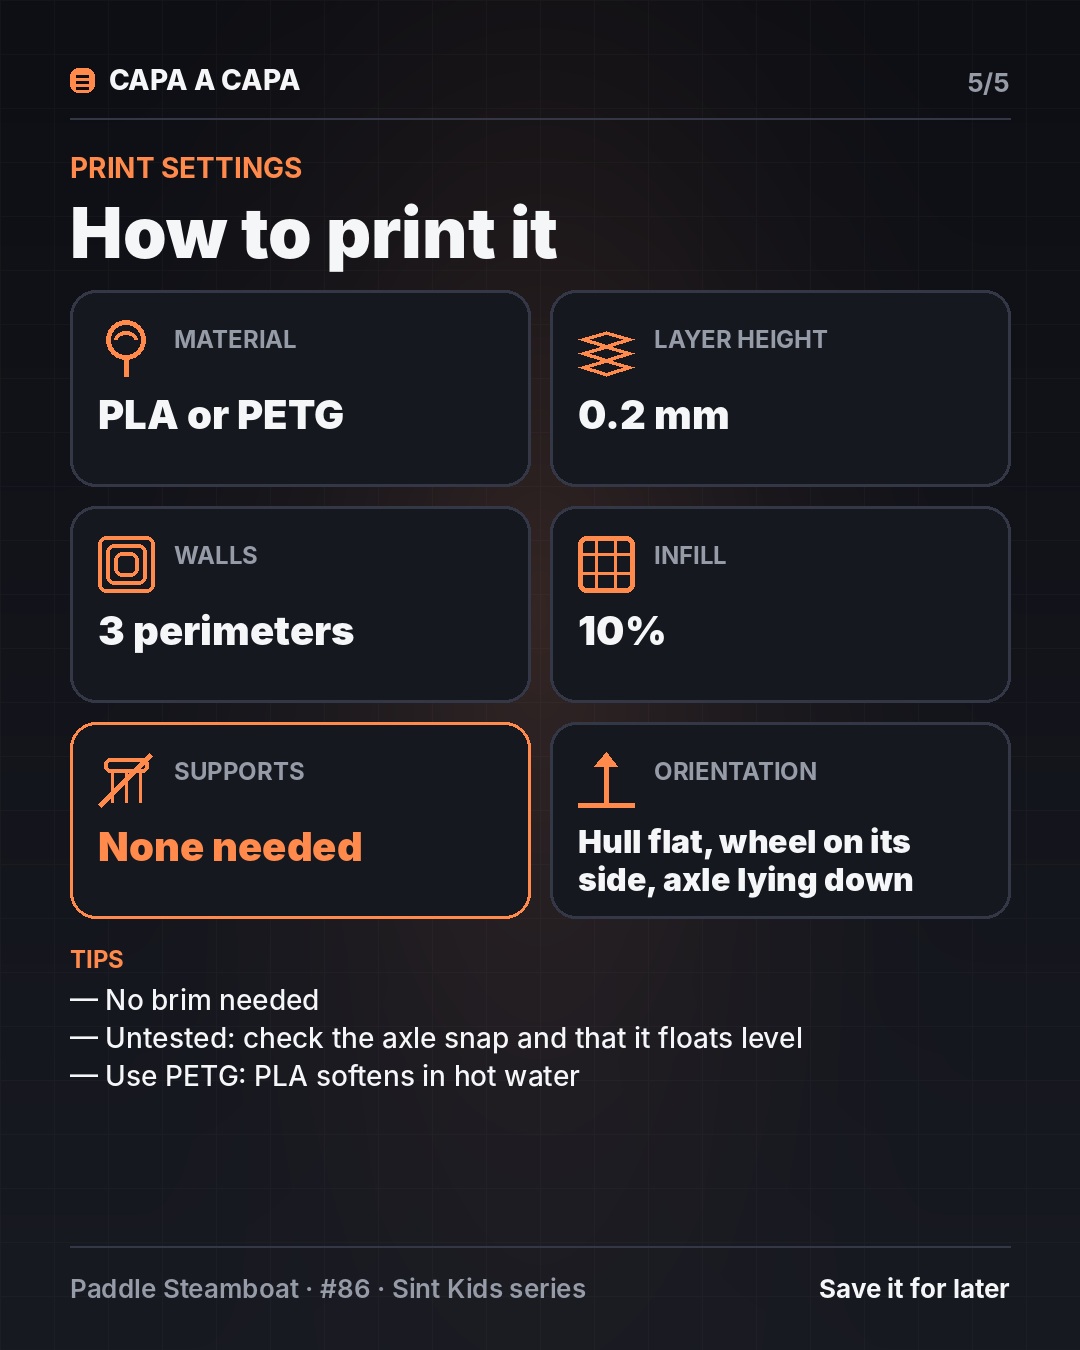 CAPA A CAPA
5/5
PRINT SETTINGS
How to print it
MATERIAL
PLA or PETG
LAYER HEIGHT
0.2 mm
WALLS
3 perimeters
INFILL
10%
SUPPORTS
None needed
ORIENTATION
Hull flat, wheel on its
side, axle lying down
TIPS
— No brim needed
— Untested: check the axle snap and that it floats level
— Use PETG: PLA softens in hot water
Paddle Steamboat · #86 · Sint Kids series
Save it for later